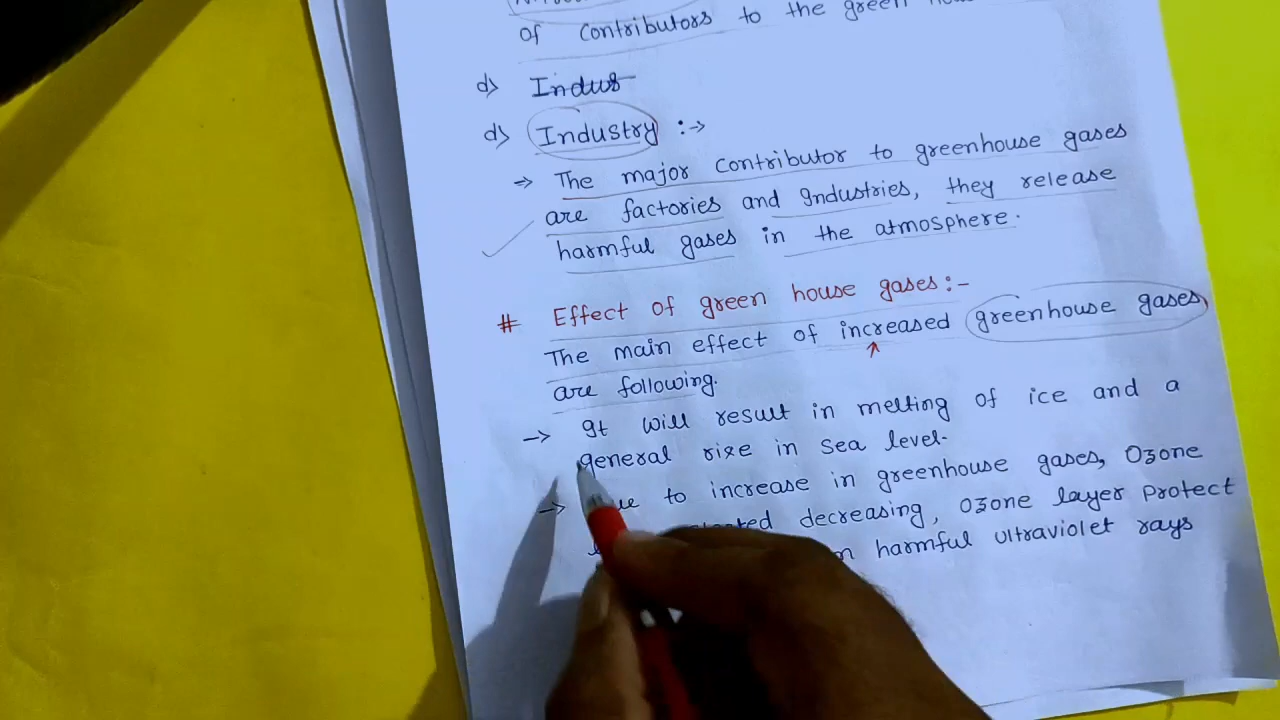 of contributors to the green
d) Indus
d) Industry :->
-> The major contributor to greenhouse gases
are factories and Industries, they release
harmful gases in the atmosphere.
# Effect of green house gases:-
The main effect of increased greenhouse gases
are following.
-> It will result in melting of ice and a
general rise in sea level.
-> to increase in greenhouse gases, Ozone
decreasing, Ozone layer protect
harmful ultraviolet rays